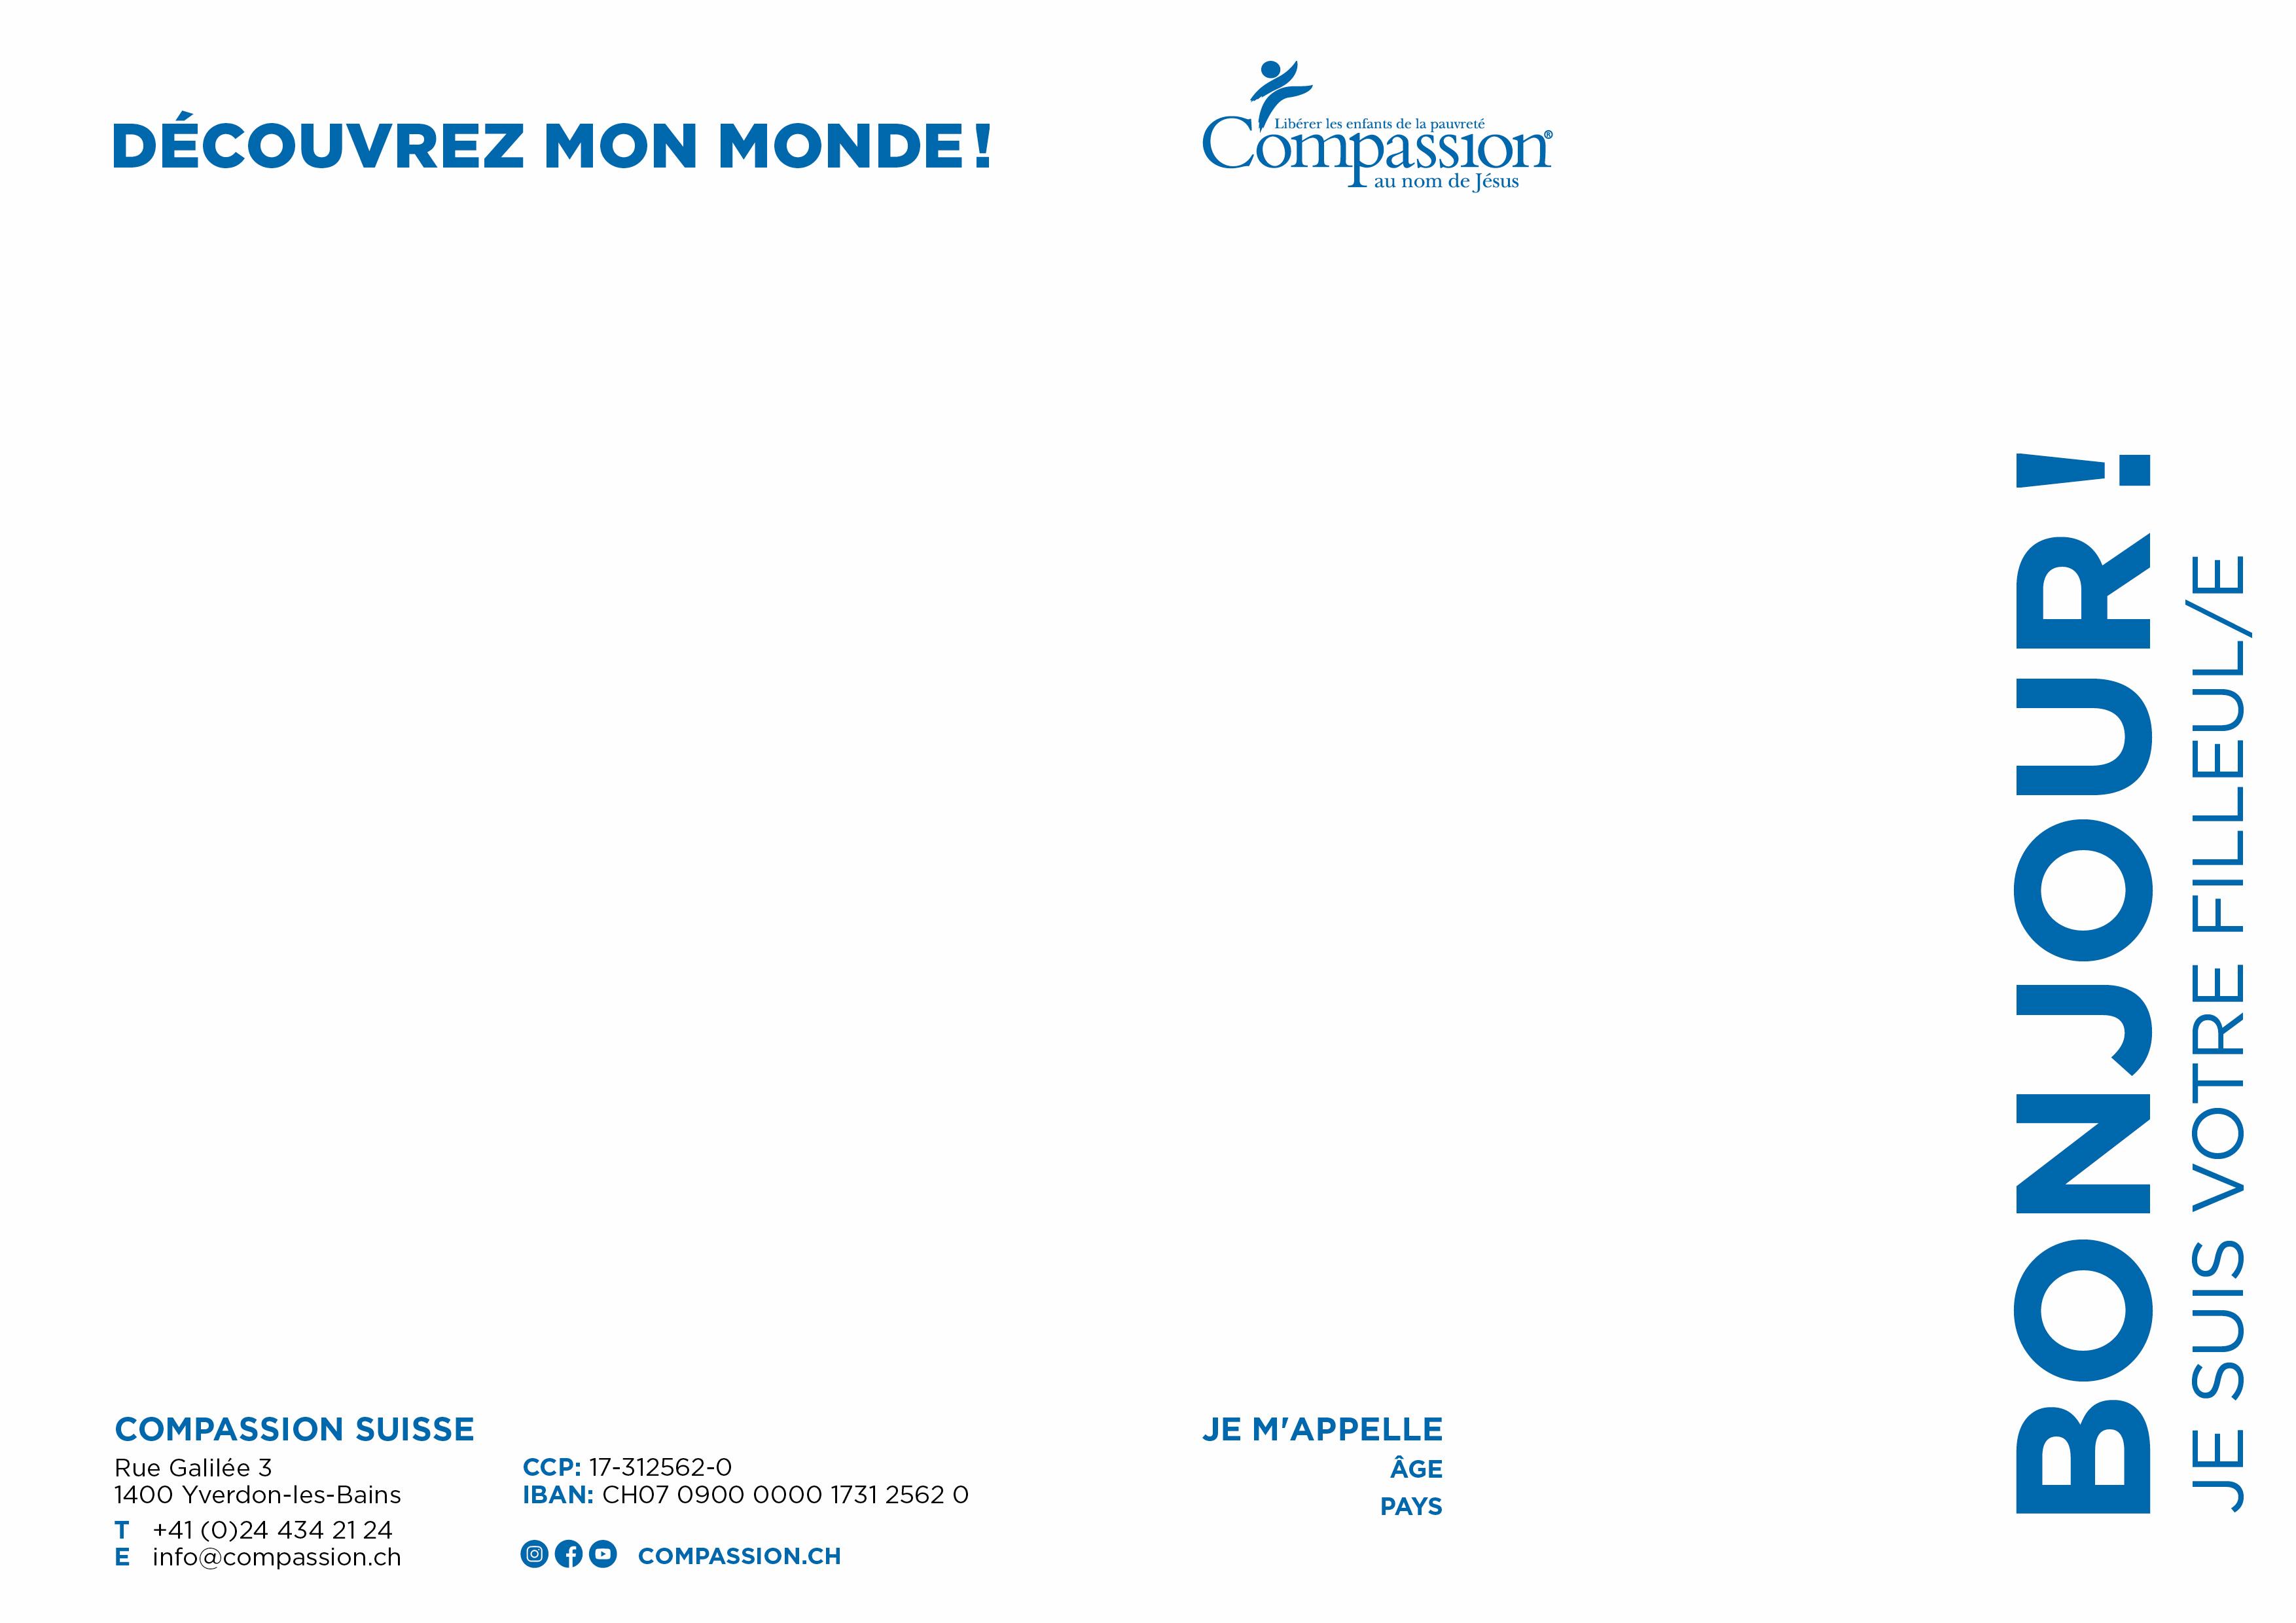 DÉCOUVREZ MON MONDE !
Libérer les enfants de la pauvreté
Compassion®
au nom de Jésus
BONJOUR !
JE SUIS VOTRE FILLEUL/E
COMPASSION SUISSE
Rue Galilée 3
1400 Yverdon-les-Bains
T +41 (0)24 434 21 24
E info@compassion.ch
CCP: 17-312562-0
IBAN: CH07 0900 0000 1731 2562 0
COMPASSION.CH
JE M'APPELLE
ÂGE
PAYS